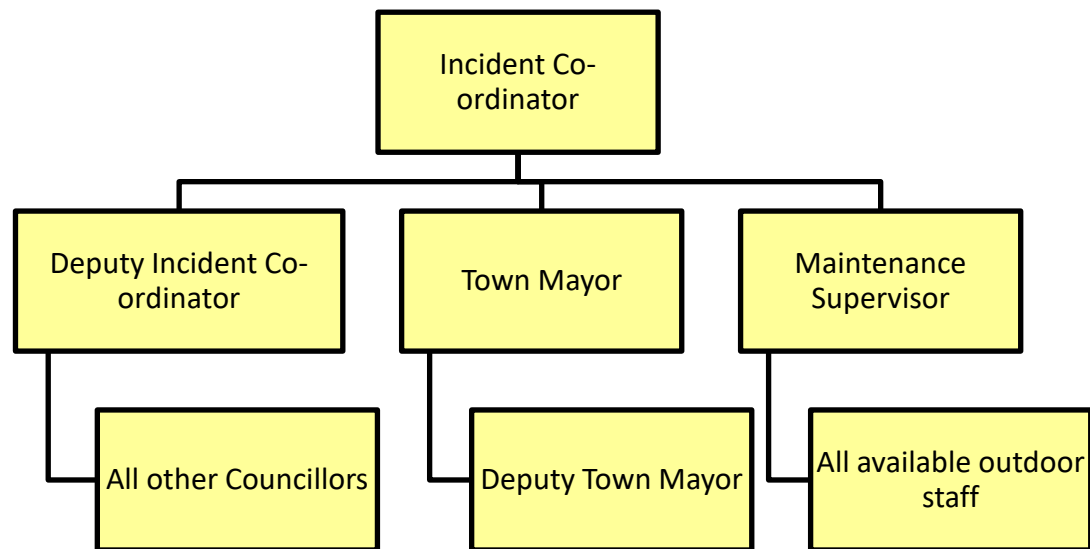 Incident Co-
ordinator
Deputy Incident Co-
ordinator
Town Mayor
Maintenance
Supervisor
All other Councillors
Deputy Town Mayor
All available outdoor
staff